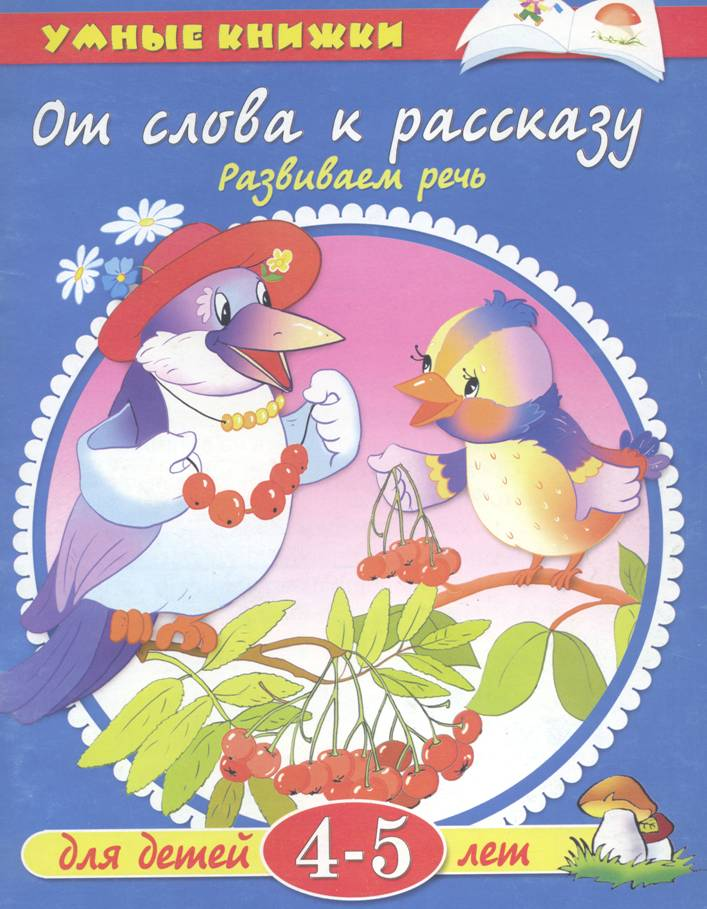 УМНЫЕ КНИЖКИ
От слова к рассказу
Развиваем речь
для детей 4-5 лет